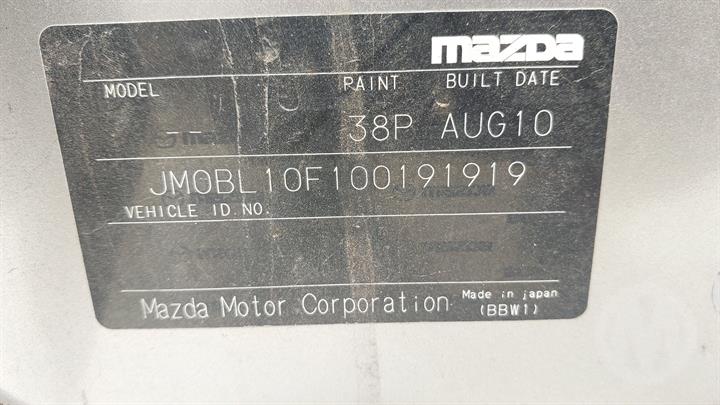 mazda
MODEL PAINT BUILT DATE
-- 38P AUG10
JM0BL10F100191919
VEHICLE ID.NO.
Mazda Motor Corporation Made in japan
(BBW1)